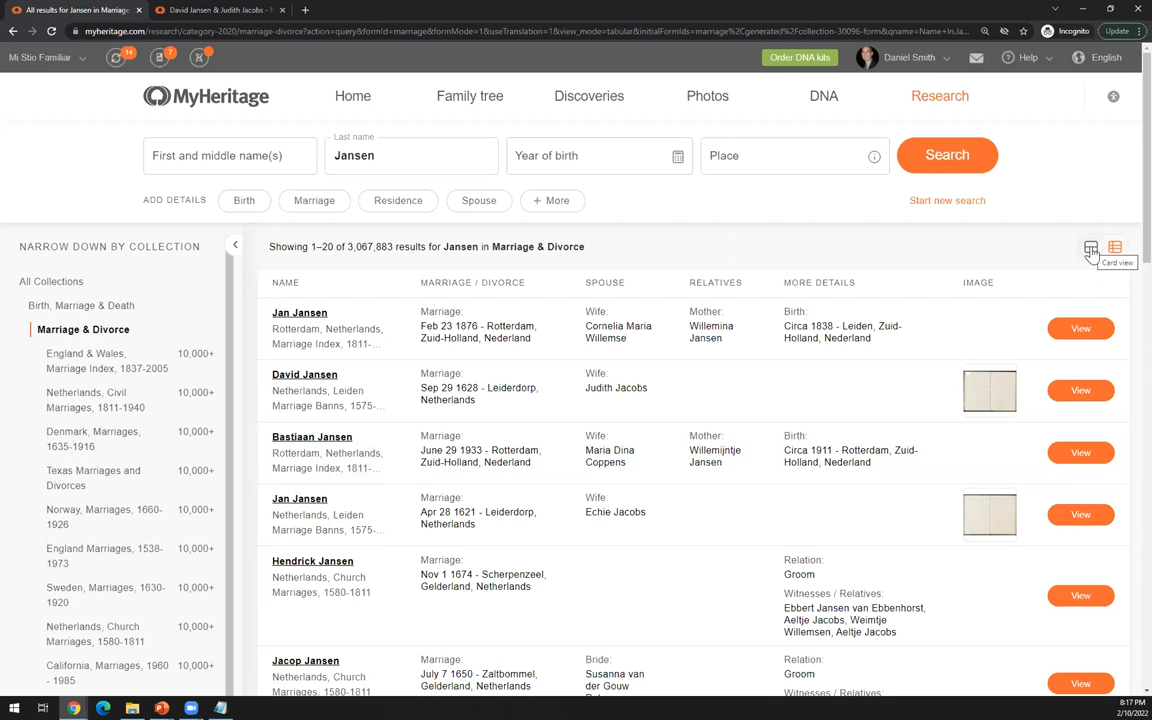 All results for Jansen in Marriag
David Jansen & Judith Jacobs -
myheritage.com/research/category-2020/marriage-divorce?action=query&formId=marriage&formMode=1&useTranslation=1&view_mode=tabular&initialFormIds=marriage%2Cgenerated%2Fcollection-30096-form&qname=Name+ln.Ja...
Incognito
Update
Mi Stio Familiar
14
7
Order DNA kits
Daniel Smith
Help
English
MyHeritage
Home
Family tree
Discoveries
Photos
DNA
Research
First and middle name(s)
Last name
Jansen
Year of birth
Place
Search
ADD DETAILS
Birth
Marriage
Residence
Spouse
+ More
Start new search
NARROW DOWN BY COLLECTION
All Collections
Birth, Marriage & Death
Marriage & Divorce
England & Wales, 10,000+
Marriage Index, 1837-2005
Netherlands, Civil 10,000+
Marriages, 1811-1940
Denmark, Marriages, 10,000+
1635-1916
Texas Marriages and 10,000+
Divorces
Norway, Marriages, 1660- 10,000+
1926
England Marriages, 1538- 10,000+
1973
Sweden, Marriages, 1630- 10,000+
1920
Netherlands, Church 10,000+
Marriages, 1580-1811
California, Marriages, 1960 10,000+
- 1985
Showing 1–20 of 3,067,883 results for Jansen in Marriage & Divorce
Card view
NAME MARRIAGE / DIVORCE SPOUSE RELATIVES MORE DETAILS IMAGE
Jan Jansen
Rotterdam, Netherlands,
Marriage Index, 1811-...
Marriage:
Feb 23 1876 - Rotterdam,
Zuid-Holland, Nederland
Wife:
Cornelia Maria
Willemse
Mother:
Willemina
Jansen
Birth:
Circa 1838 - Leiden, Zuid-
Holland, Nederland
View
David Jansen
Netherlands, Leiden
Marriage Banns, 1575-...
Marriage:
Sep 29 1628 - Leiderdorp,
Netherlands
Wife:
Judith Jacobs
View
Bastiaan Jansen
Rotterdam, Netherlands,
Marriage Index, 1811-...
Marriage:
June 29 1933 - Rotterdam,
Zuid-Holland, Nederland
Wife:
Maria Dina
Coppens
Mother:
Willemijntje
Jansen
Birth:
Circa 1911 - Rotterdam, Zuid-
Holland, Nederland
View
Jan Jansen
Netherlands, Leiden
Marriage Banns, 1575-...
Marriage:
Apr 28 1621 - Leiderdorp,
Netherlands
Wife:
Echie Jacobs
View
Hendrick Jansen
Netherlands, Church
Marriages, 1580-1811
Marriage:
Nov 1 1674 - Scherpenzeel,
Gelderland, Netherlands
Relation:
Groom
Witnesses / Relatives:
Ebbert Jansen van Ebbenhorst,
Aeltje Jacobs, Weimtje
Willemsen, Aeltje Jacobs
View
Jacop Jansen
Netherlands, Church
Marriages, 1580-1811
Marriage:
July 7 1650 - Zaltbommel,
Gelderland, Netherlands
Bride:
Susanna van
der Gouw
Relation:
Groom
Witnesses / Relatives:
View
8:17 PM
2/10/2022